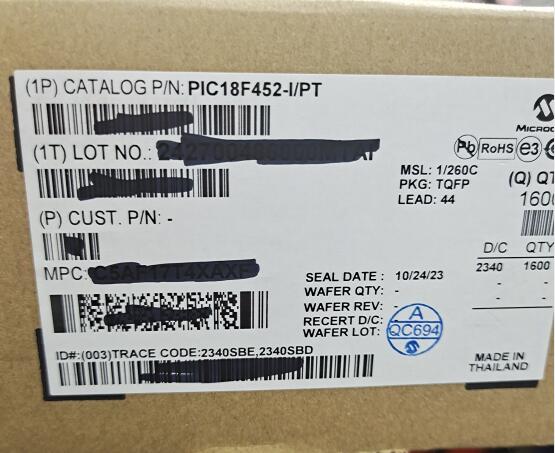 (1P) CATALOG P/N: PIC18F452-I/PT
(1T) LOT NO.:
(P) CUST. P/N: -
MPC:
Pb RoHS e3
MSL: 1/260C
PKG: TQFP
LEAD: 44
(Q) QT
1600
D/C QTY
2340 1600
- -
- -
SEAL DATE : 10/24/23
WAFER QTY: -
WAFER REV: -
RECERT D/C: -
WAFER LOT:
A
QC694
ID#:(003)TRACE CODE:2340SBE,2340SBD
MADE IN
THAILAND